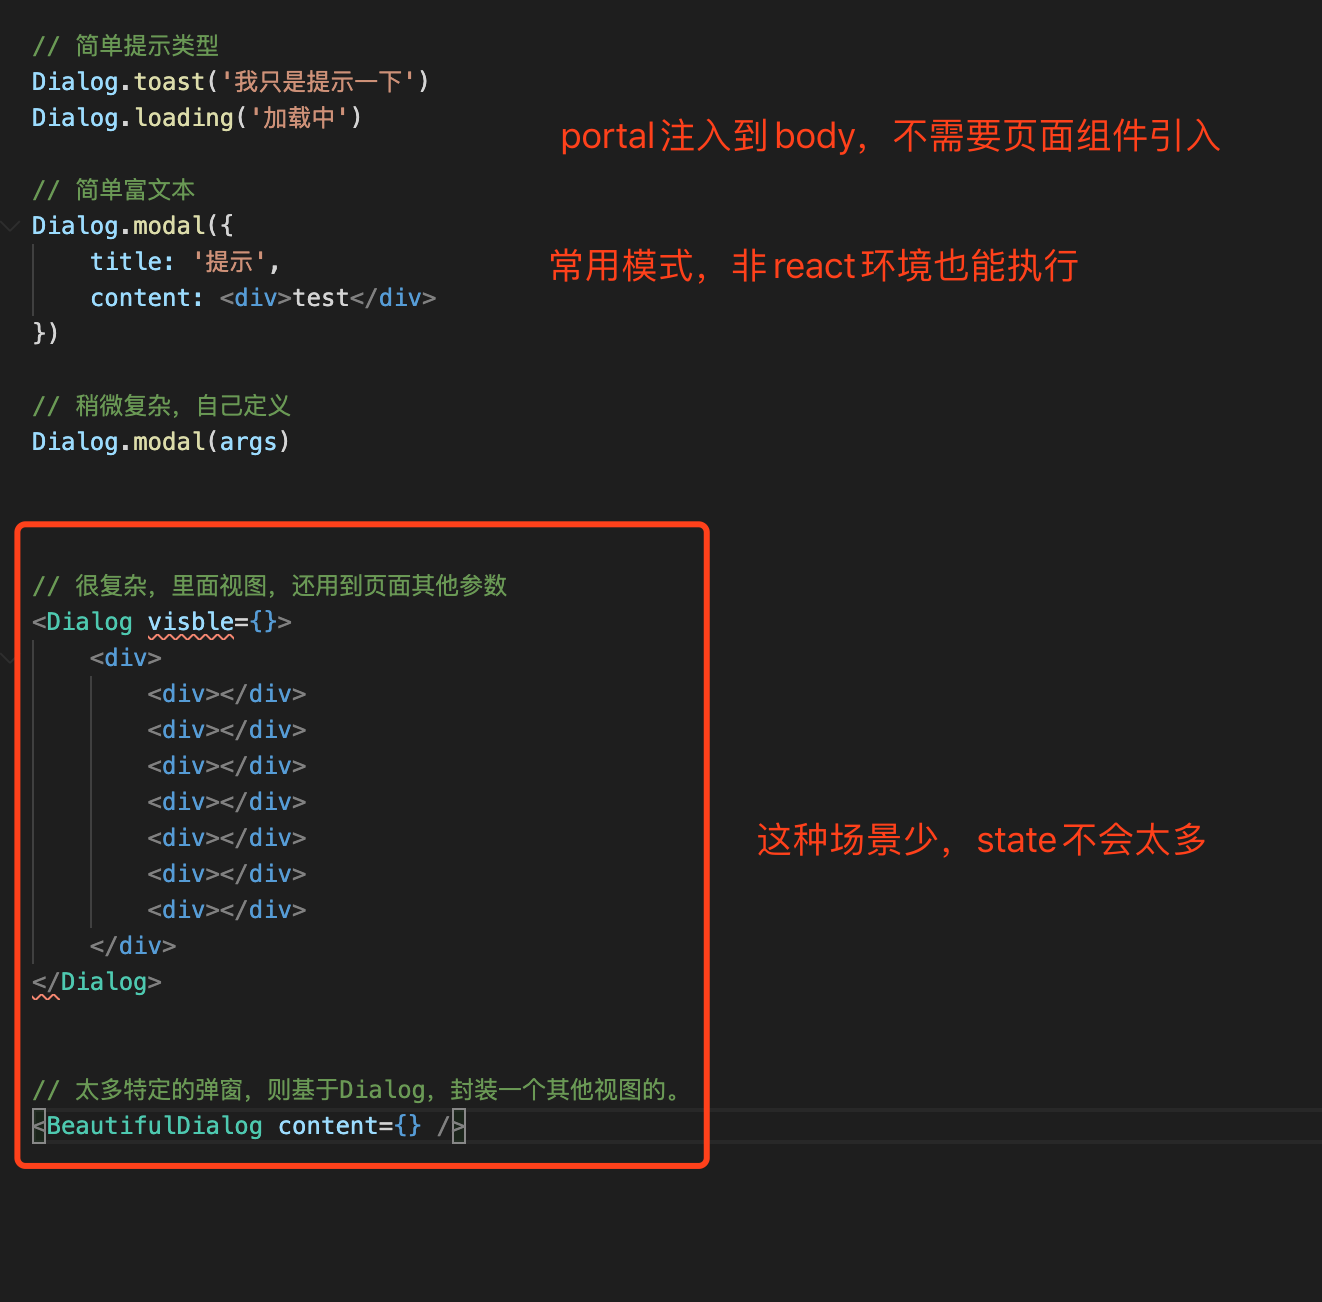 // 简单提示类型
Dialog.toast('我只是提示一下')
Dialog.loading('加载中')
portal注入到body，不需要页面组件引入
// 简单富文本
Dialog.modal({
title: '提示',
常用模式，非react环境也能执行
content: <div>test</div>
})
// 稍微复杂，自己定义
Dialog.modal(args)
// 很复杂，里面视图，还用到页面其他参数
<Dialog visble={}>
<div>
<div></div>
<div></div>
<div></div>
<div></div>
<div></div>
<div></div>
<div></div>
这种场景少，state不会太多
</div>
</Dialog>
// 太多特定的弹窗，则基于Dialog，封装一个其他视图的。
<BeautifulDialog content={} />